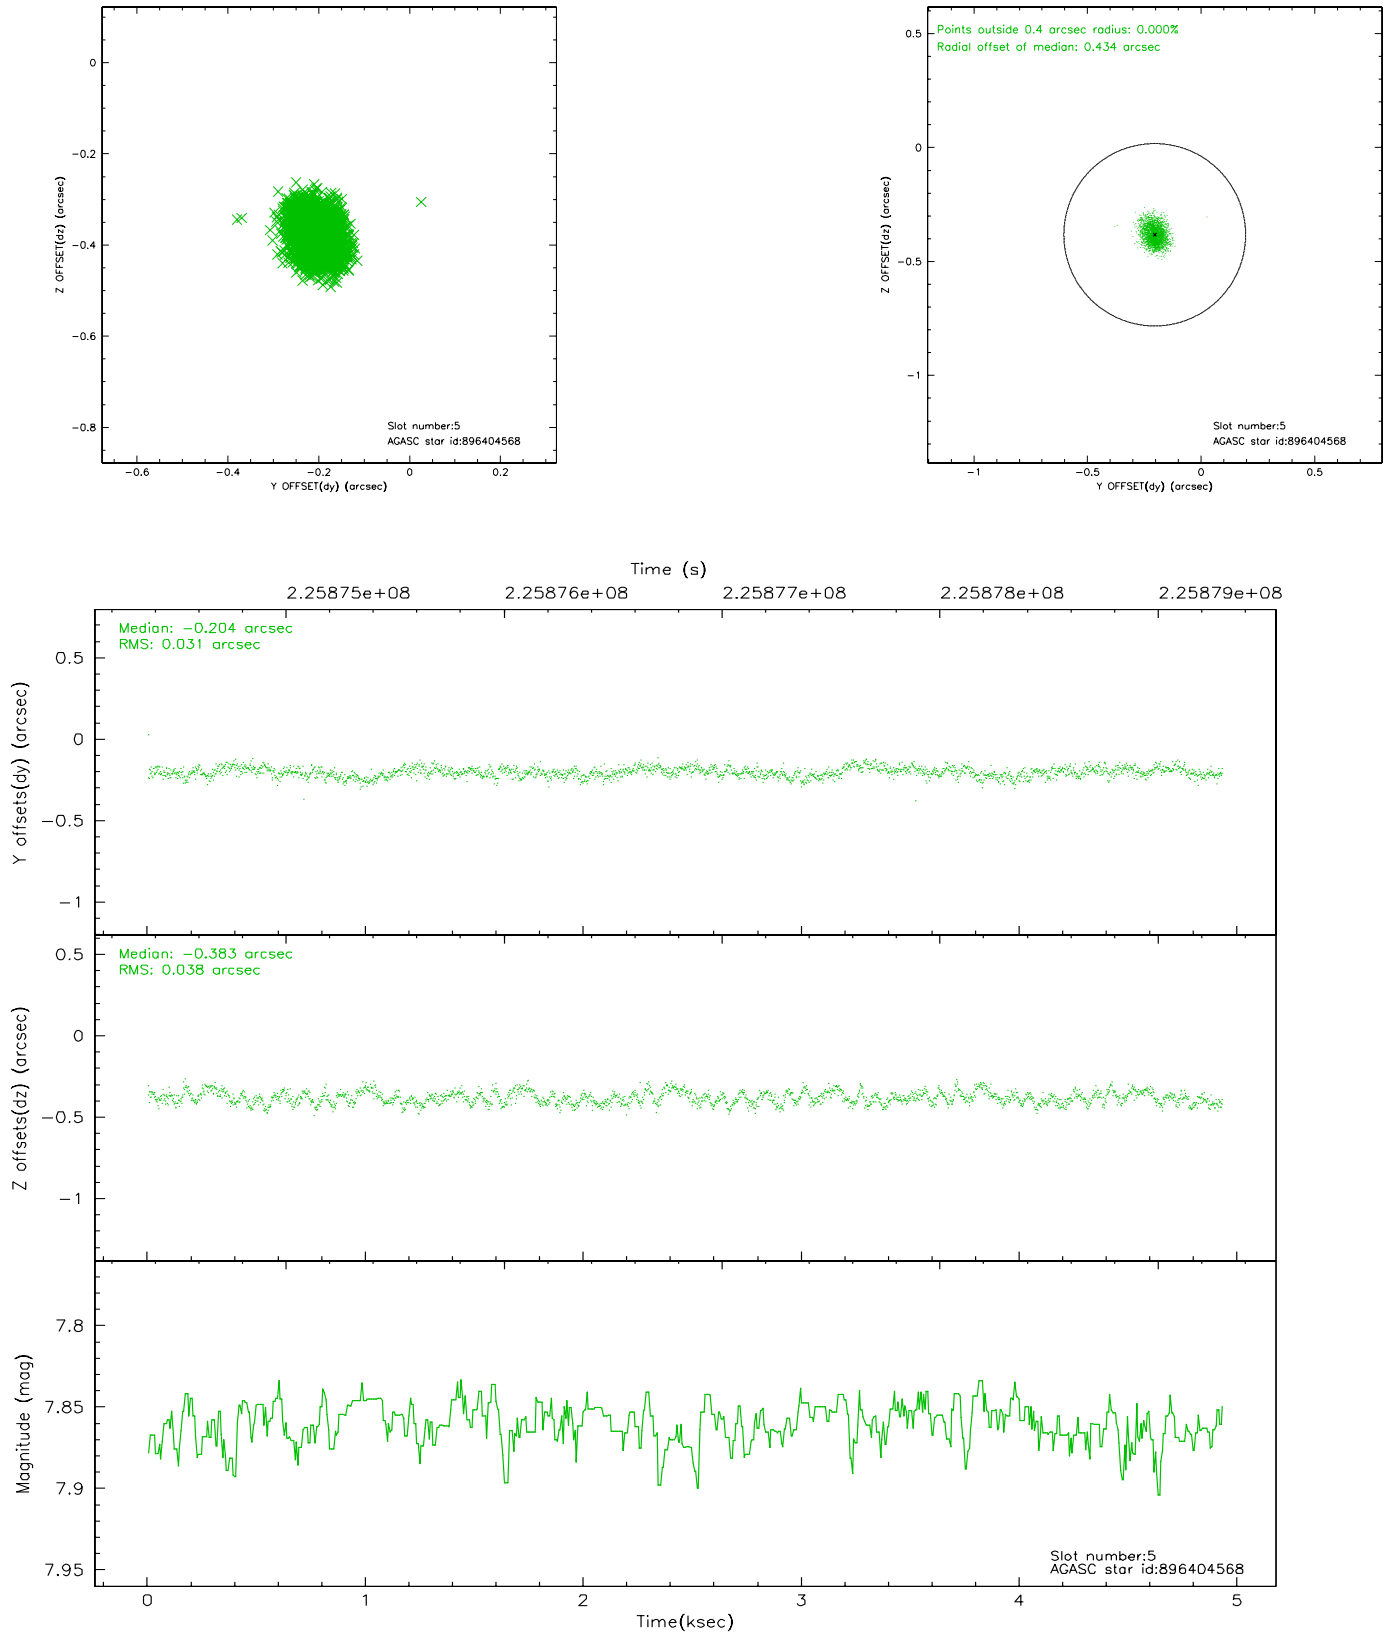 0
−0.2
−0.4
−0.6
−0.8
Z OFFSET(dz) (arcsec)
Slot number:5
AGASC star id:896404568
−0.6 −0.4 −0.2 0 0.2
Y OFFSET(dy) (arcsec)
Points outside 0.4 arcsec radius: 0.000%
Radial offset of median: 0.434 arcsec
0.5
0
−0.5
−1
Z OFFSET(dz) (arcsec)
Slot number:5
AGASC star id:896404568
−1 −0.5 0 0.5
Y OFFSET(dy) (arcsec)
Time (s)
2.25875e+08 2.25876e+08 2.25877e+08 2.25878e+08 2.25879e+08
Median: −0.204 arcsec
RMS: 0.031 arcsec
0.5
0
−0.5
−1
Y offsets(dy) (arcsec)
Median: −0.383 arcsec
RMS: 0.038 arcsec
0.5
0
−0.5
−1
Z offsets(dz) (arcsec)
7.8
7.85
7.9
7.95
Magnitude (mag)
Slot number:5
AGASC star id:896404568
0 1 2 3 4 5
Time(ksec)